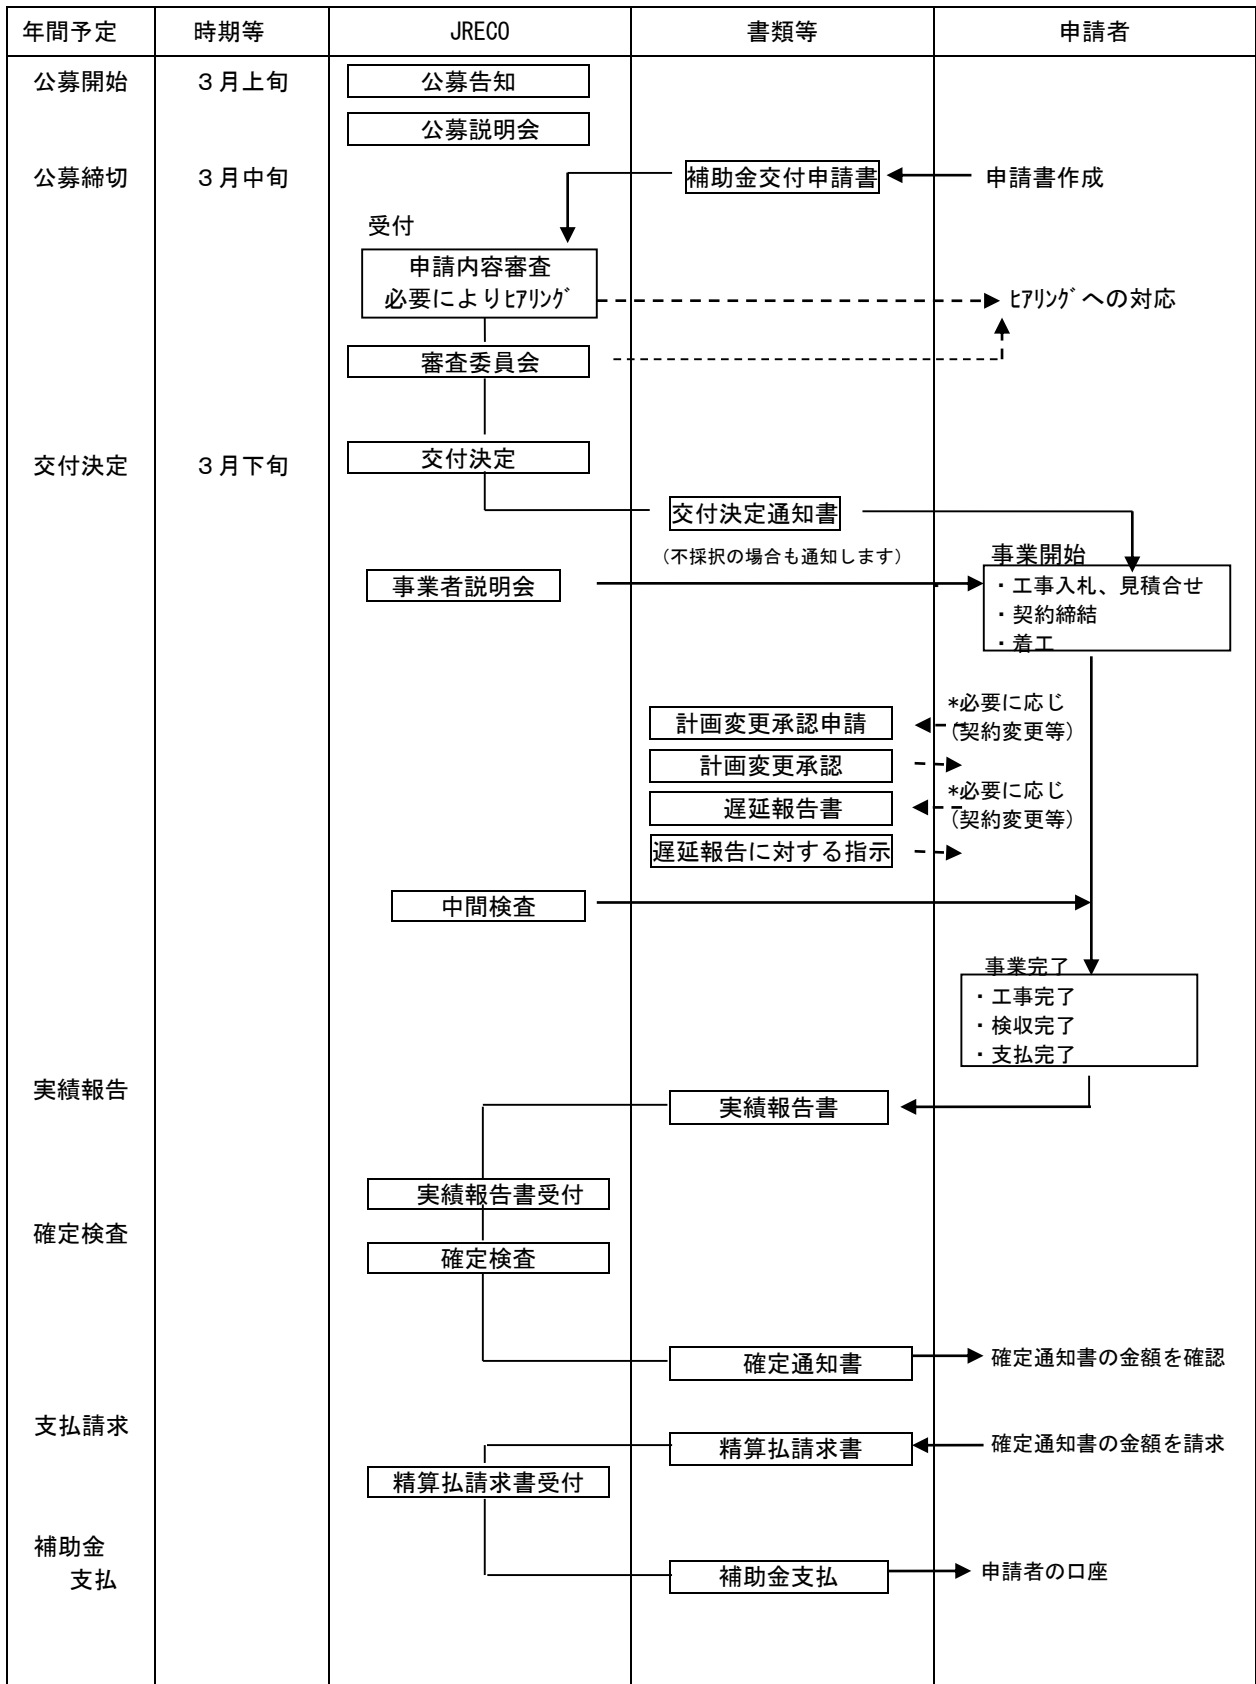 年間予定 時期等 JRECO 書類等 申請者
公募開始 ３月上旬 公募告知
公募説明会
公募締切 ３月中旬 補助金交付申請書 申請書作成
受付
申請内容審査
必要によりﾋｱﾘﾝｸﾞ ﾋｱﾘﾝｸﾞへの対応
審査委員会
交付決定 ３月下旬 交付決定
交付決定通知書
（不採択の場合も通知します） 事業開始
事業者説明会 ・工事入札、見積合せ
・契約締結
・着工
*必要に応じ
計画変更承認申請 （契約変更等）
計画変更承認
*必要に応じ
遅延報告書 （契約変更等）
遅延報告に対する指示
中間検査
事業完了
・工事完了
・検収完了
・支払完了
実績報告 実績報告書
実績報告書受付
確定検査
確定検査
確定通知書 確定通知書の金額を確認
支払請求 精算払請求書 確定通知書の金額を請求
精算払請求書受付
補助金
支払 補助金支払 申請者の口座